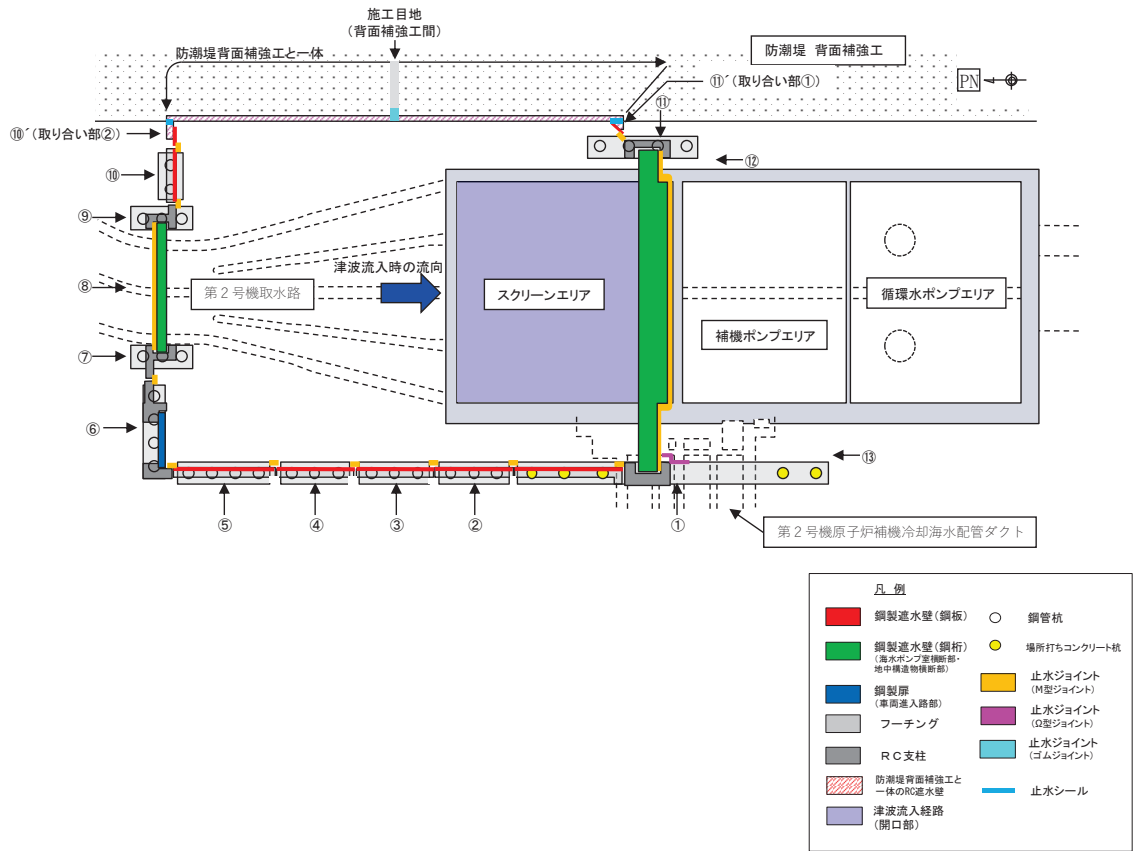 施工目地
(背面補強工間)
防潮堤背面補強工と一体
防潮堤 背面補強工
PN
⑪´(取り合い部①)
⑪
⑩´(取り合い部②)
⑫
⑩
⑨
⑧
津波流入時の流向
第2号機取水路
スクリーンエリア
循環水ポンプエリア
補機ポンプエリア
⑦
⑥
⑬
⑤
④
③
②
①
第2号機原子炉補機冷却海水配管ダクト
凡 例
鋼製遮水壁(鋼板)
鋼製遮水壁(鋼桁)
(海水ポンプ室横断部・
地中構造物横断部)
鋼製扉
(車両進入路部)
フーチング
RC支柱
防潮堤背面補強工と
一体のRC遮水壁
津波流入経路
(開口部)
鋼管杭
場所打ちコンクリート杭
止水ジョイント
(M型ジョイント)
止水ジョイント
(Ω型ジョイント)
止水ジョイント
(ゴムジョイント)
止水シール